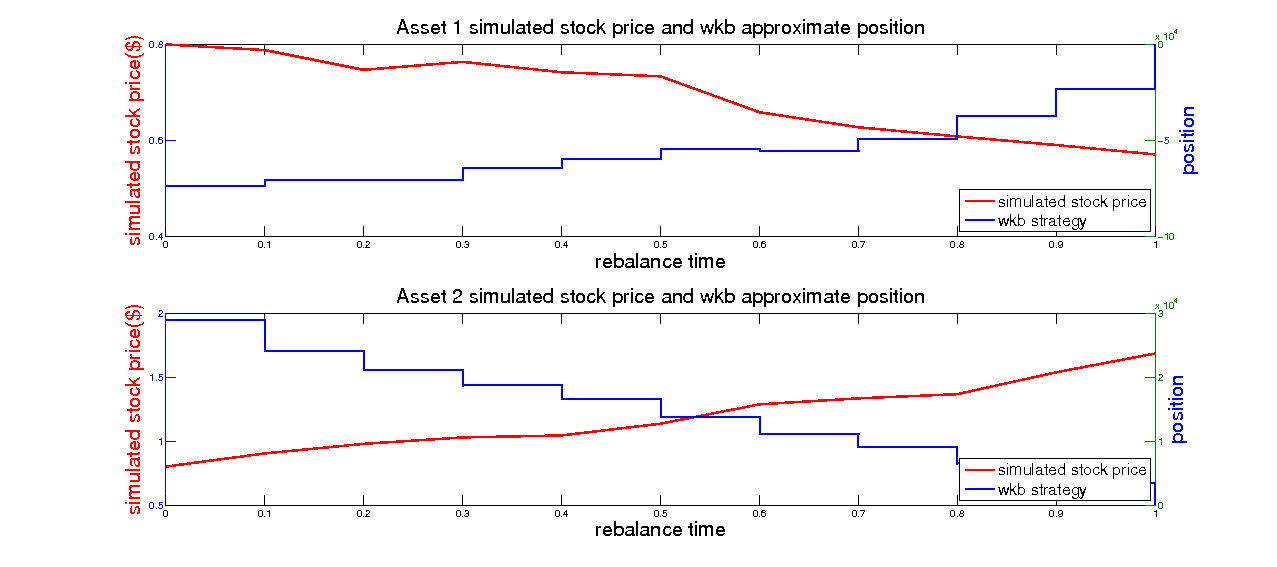 Asset 1 simulated stock price and wkb approximate position
x 10^4
0.8
0.6
0.4
0
-5
-10
simulated stock price($)
position
simulated stock price
wkb strategy
0 0.1 0.2 0.3 0.4 0.5 0.6 0.7 0.8 0.9 1
rebalance time
Asset 2 simulated stock price and wkb approximate position
x 10^4
2
1.5
1
0.5
3
2
1
0
simulated stock price($)
position
simulated stock price
wkb strategy
0 0.1 0.2 0.3 0.4 0.5 0.6 0.7 0.8 0.9 1
rebalance time